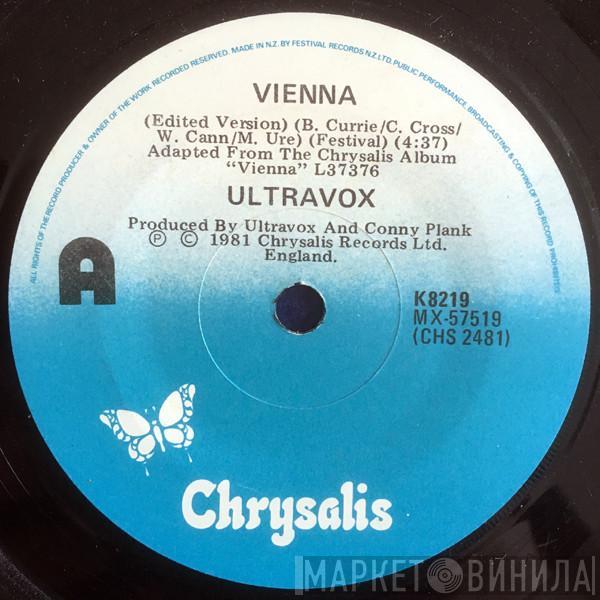 ALL RIGHTS OF THE RECORD PRODUCER & OWNER OF THE WORK RECORDED RESERVED. MADE IN N.Z. BY FESTIVAL RECORDS N.Z. LTD. PUBLIC PERFORMANCE, BROADCASTING & COPYING OF THIS RECORD PROHIBITED
VIENNA
(Edited Version) (B. Currie/C. Cross/
W. Cann/M. Ure) (Festival) (4:37)
Adapted From The Chrysalis Album
“Vienna” L37376
ULTRAVOX
Produced By Ultravox And Conny Plank
Ⓟ © 1981 Chrysalis Records Ltd.
England.
A
K8219
MX-57519
(CHS 2481)
Chrysalis
МАРКЕТ ВИНИЛА